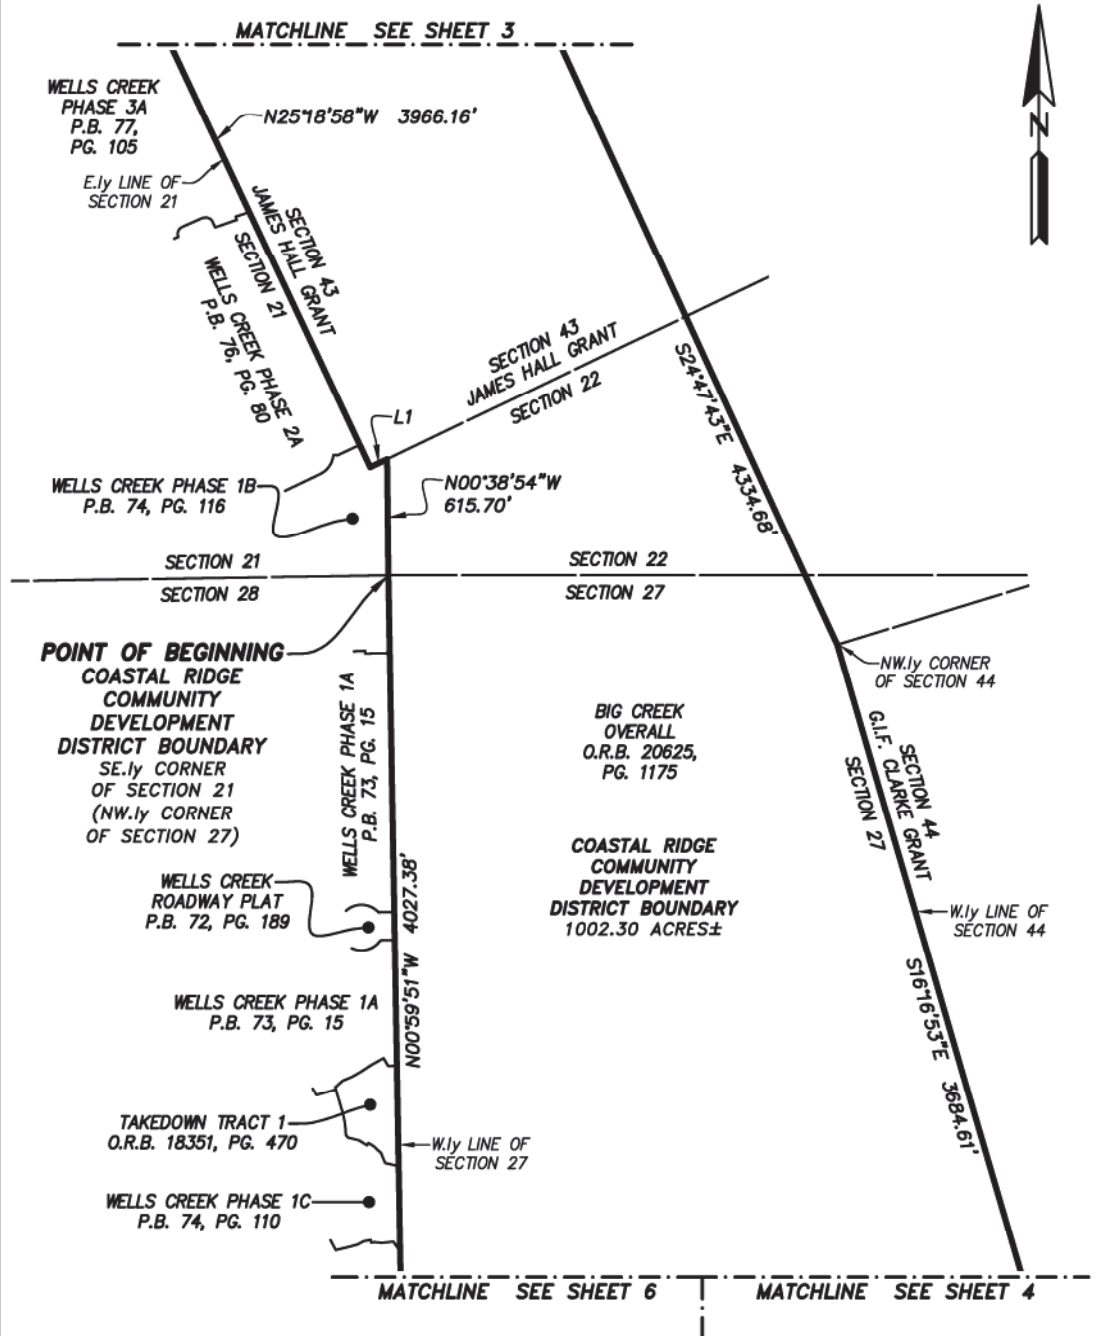 MATCHLINE SEE SHEET 3
WELLS CREEK
PHASE 3A
P.B. 77,
PG. 105
N25°18'58"W 3966.16'
N
E.ly LINE OF
SECTION 21
SECTION 43
JAMES HALL GRANT
SECTION 21
WELLS CREEK PHASE 2A
P.B. 76, PG. 80
SECTION 43
JAMES HALL GRANT
SECTION 22
S24°47'43"E 4334.68'
L1
WELLS CREEK PHASE 1B
P.B. 74, PG. 116
N00°38'54"W
615.70'
SECTION 21
SECTION 22
SECTION 28
SECTION 27
POINT OF BEGINNING
COASTAL RIDGE
COMMUNITY
DEVELOPMENT
DISTRICT BOUNDARY
SE.ly CORNER
OF SECTION 21
(NW.ly CORNER
OF SECTION 27)
NW.ly CORNER
OF SECTION 44
WELLS CREEK PHASE 1A
P.B. 73, PG. 15
BIG CREEK
OVERALL
O.R.B. 20625,
PG. 1175
SECTION 44
G.I.F. CLARKE GRANT
SECTION 27
COASTAL RIDGE
COMMUNITY
DEVELOPMENT
DISTRICT BOUNDARY
1002.30 ACRES±
WELLS CREEK
ROADWAY PLAT
P.B. 72, PG. 189
N00°59'51"W 4027.38'
W.ly LINE OF
SECTION 44
WELLS CREEK PHASE 1A
P.B. 73, PG. 15
S16°16'53"E 3684.61'
TAKEDOWN TRACT 1
O.R.B. 18351, PG. 470
W.ly LINE OF
SECTION 27
WELLS CREEK PHASE 1C
P.B. 74, PG. 110
MATCHLINE SEE SHEET 6
MATCHLINE SEE SHEET 4